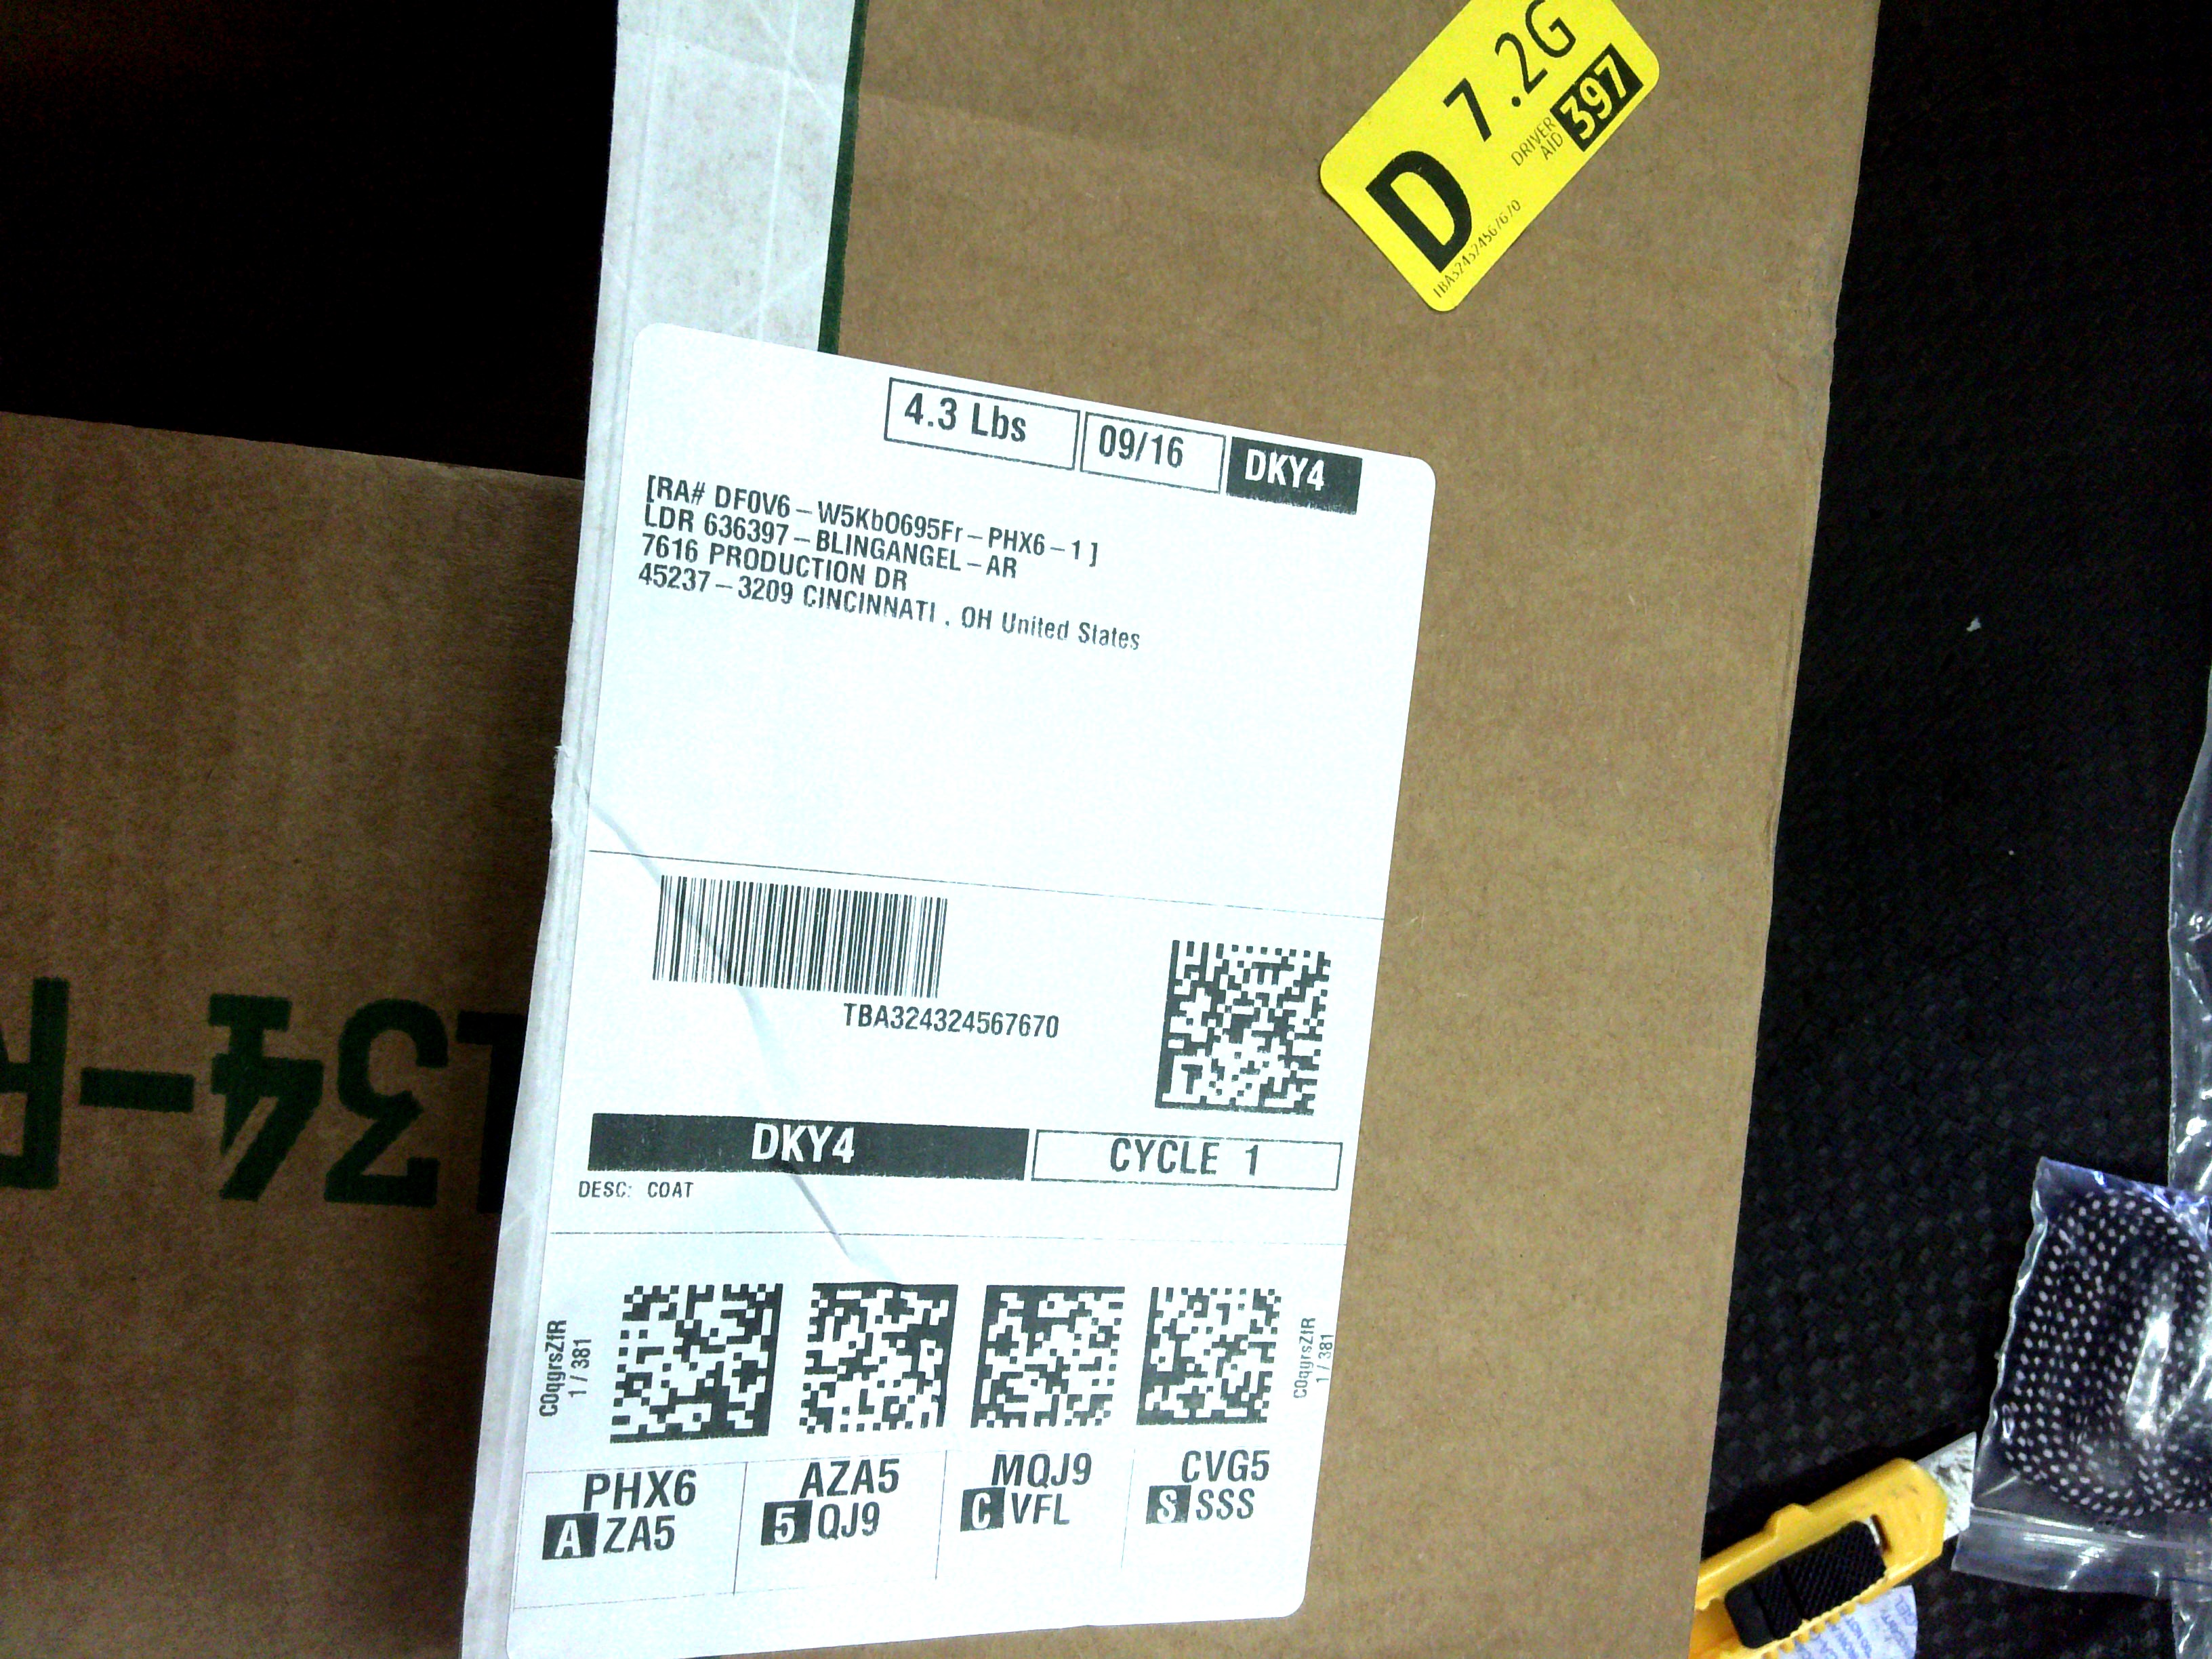 D 7.2G
DRIVER AID 397
4.3 Lbs 09/16 DKY4
[RA# DF0V6-W5KbO695Fr-PHX6-1 ]
LDR 636397-BLINGANGEL-AR
7616 PRODUCTION DR
45237-3209 CINCINNATI , OH United States
TBA324324567670
DKY4 CYCLE 1
DESC: COAT
C0qgrsZfR
1 / 381
C0qgrsZfR
1 / 381
PHX6 AZA5 MQJ9 CVG5
A ZA5 5 QJ9 C VFL S SSS